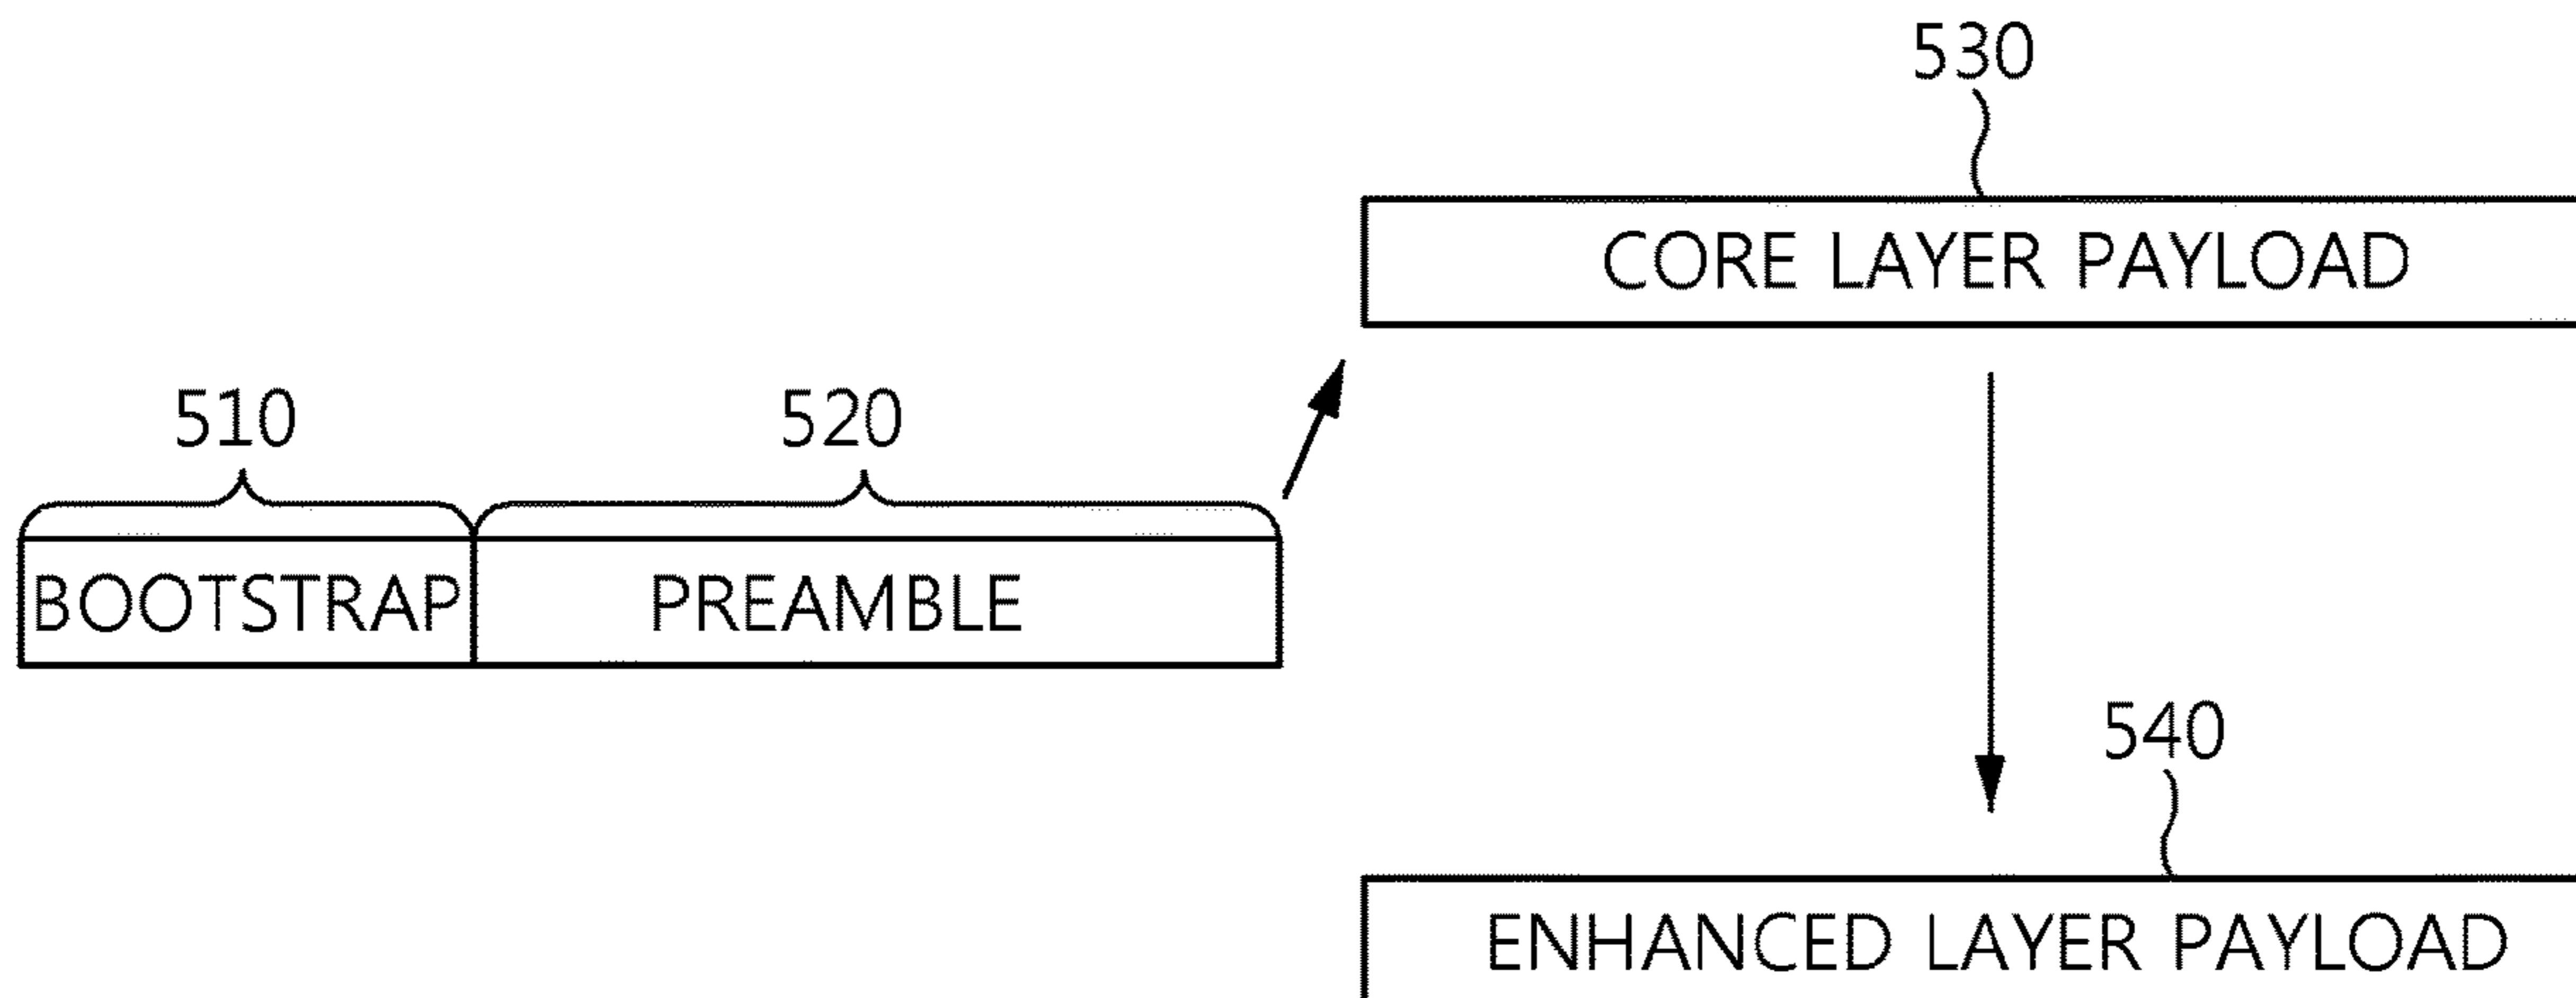 530
CORE LAYER PAYLOAD
510 520
BOOTSTRAP PREAMBLE
540
ENHANCED LAYER PAYLOAD